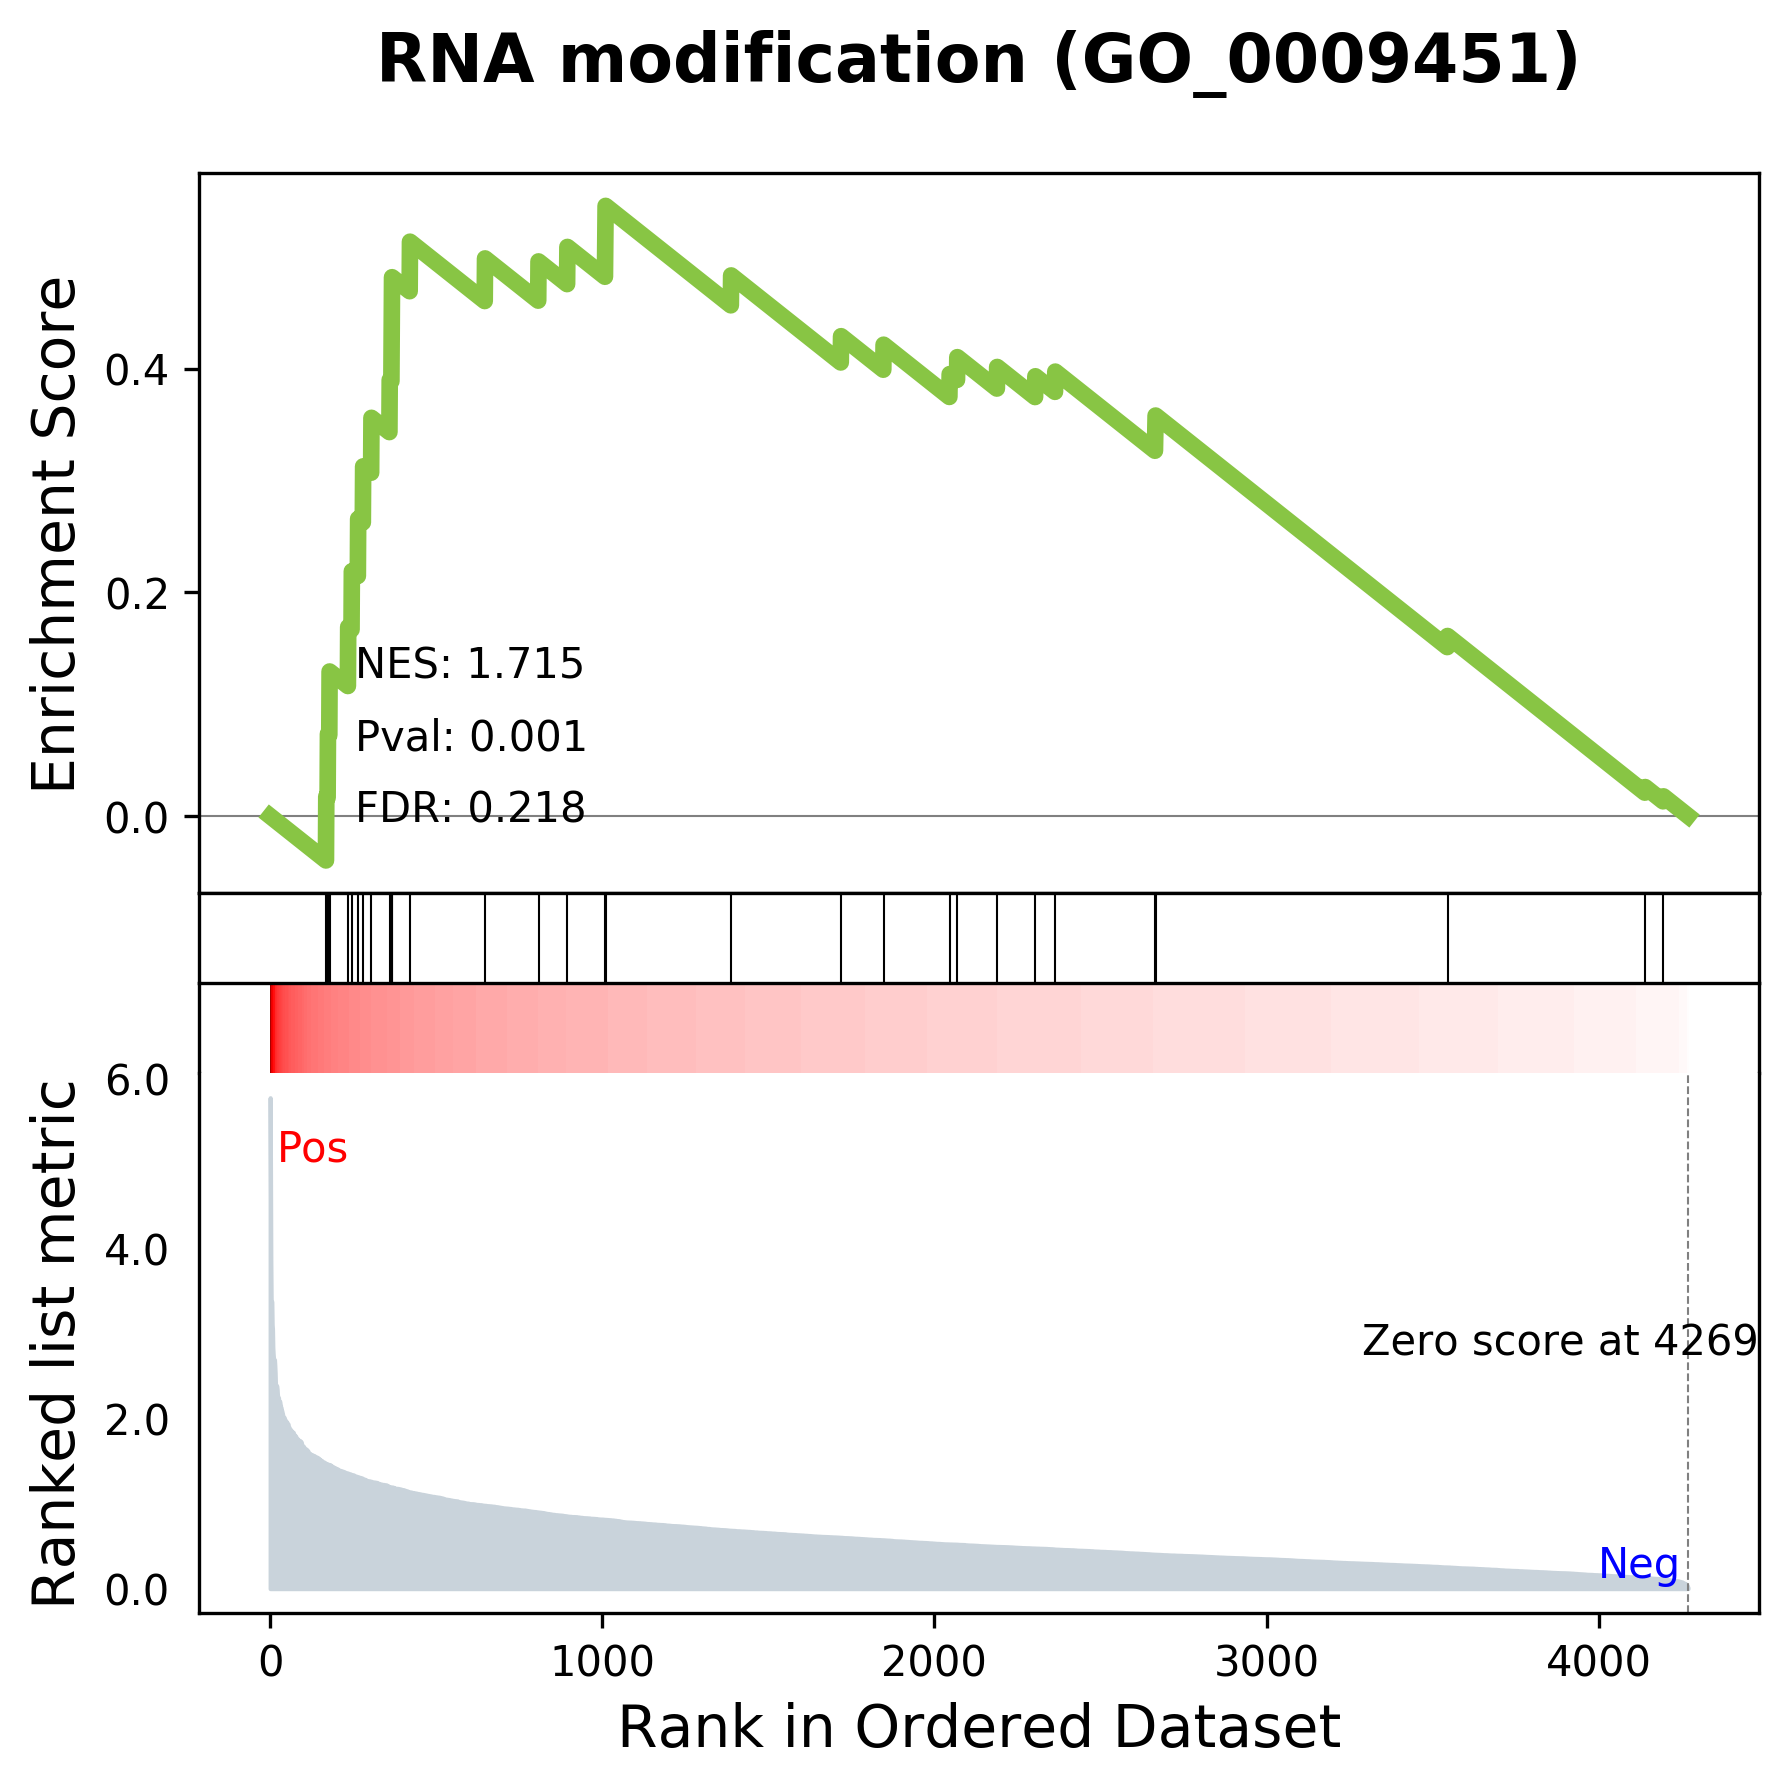 RNA modification (GO_0009451)
Enrichment Score
0.4
0.2
0.0
NES: 1.715
Pval: 0.001
FDR: 0.218
Ranked list metric
6.0
4.0
2.0
0.0
Pos
Zero score at 4269
Neg
0 1000 2000 3000 4000
Rank in Ordered Dataset